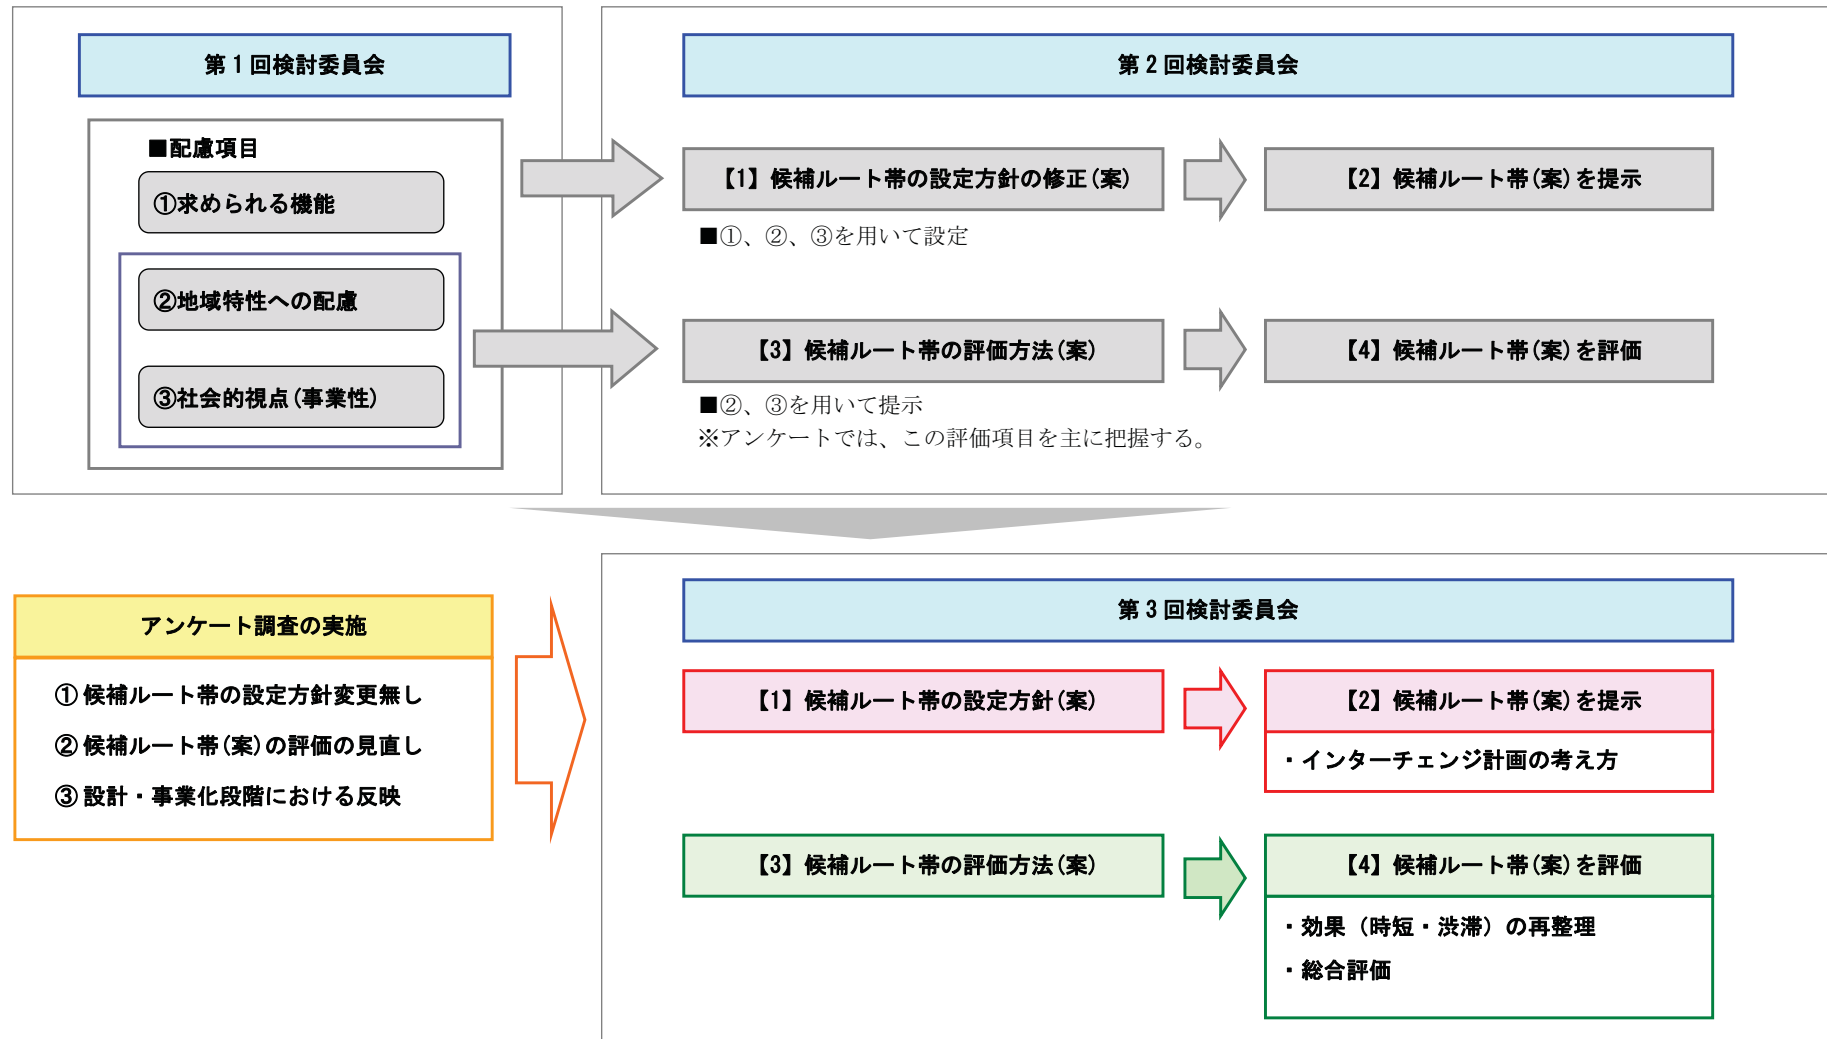 第1回検討委員会
■配慮項目
①求められる機能
②地域特性への配慮
③社会的視点(事業性)
第2回検討委員会
【1】候補ルート帯の設定方針の修正(案)
【2】候補ルート帯(案)を提示
■①、②、③を用いて設定
【3】候補ルート帯の評価方法(案)
【4】候補ルート帯(案)を評価
■②、③を用いて提示
※アンケートでは、この評価項目を主に把握する。
アンケート調査の実施
①候補ルート帯の設定方針変更無し
②候補ルート帯(案)の評価の見直し
③設計・事業化段階における反映
第3回検討委員会
【1】候補ルート帯の設定方針(案)
【2】候補ルート帯(案)を提示
・インターチェンジ計画の考え方
【3】候補ルート帯の評価方法(案)
【4】候補ルート帯(案)を評価
・効果（時短・渋滞）の再整理
・総合評価